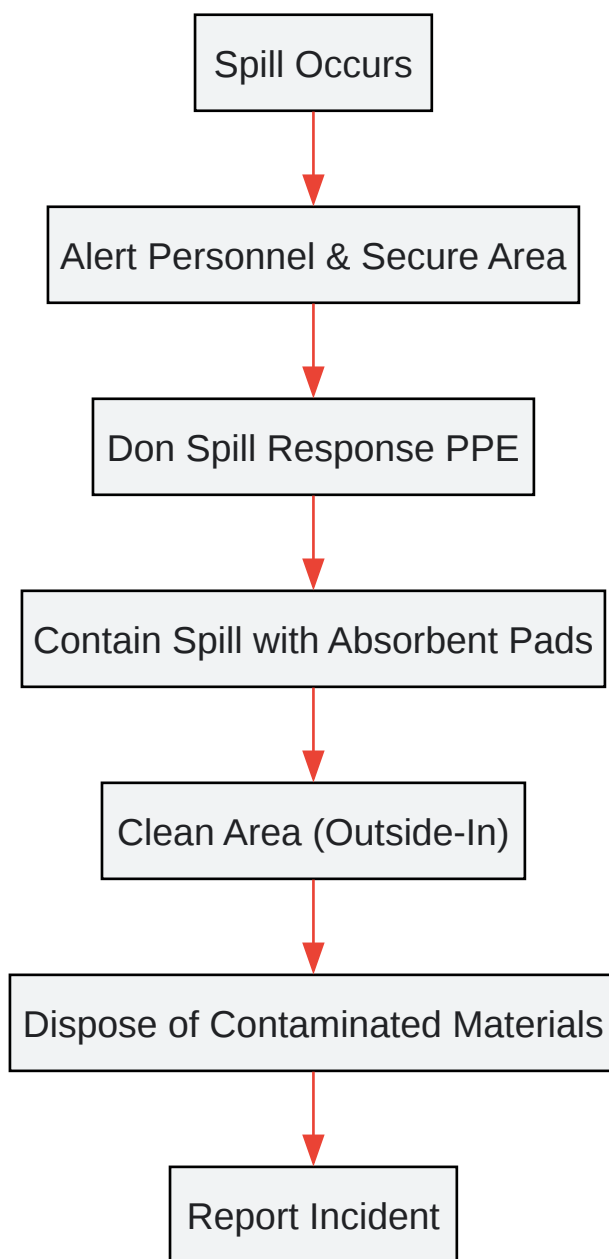 Spill Occurs
Alert Personnel & Secure Area
Don Spill Response PPE
Contain Spill with Absorbent Pads
Clean Area (Outside-In)
Dispose of Contaminated Materials
Report Incident